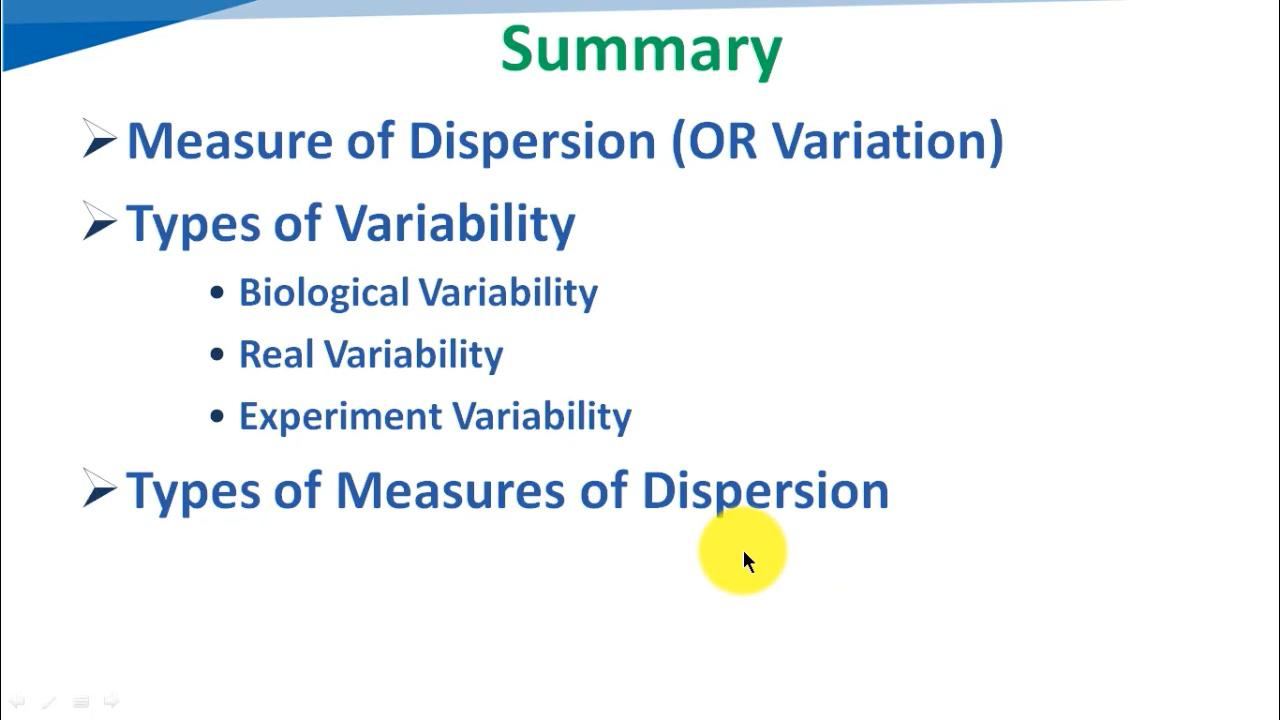 Summary
Measure of Dispersion (OR Variation)
Types of Variability
• Biological Variability
• Real Variability
• Experiment Variability
Types of Measures of Dispersion